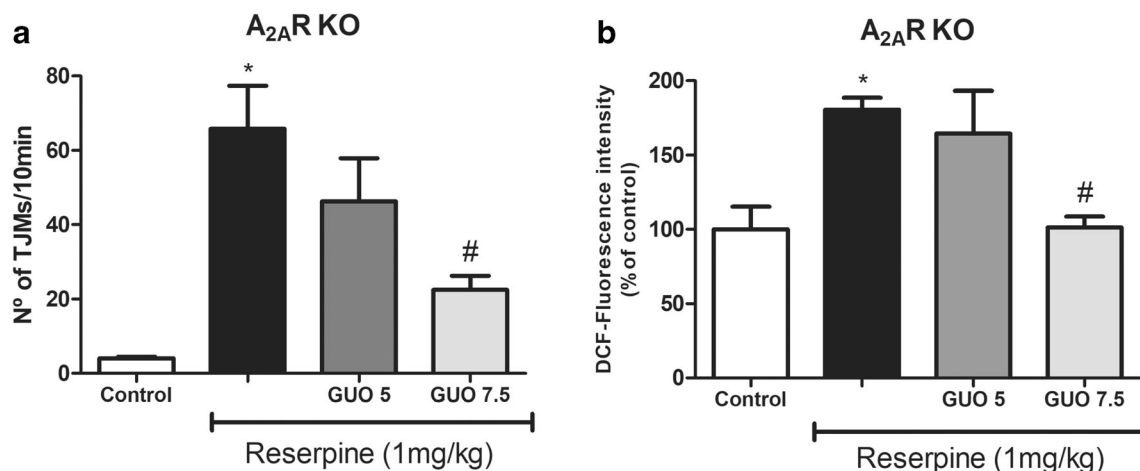 a
A2AR KO
Nº of TJMs/10min
80
60
40
20
0
*
#
Control
GUO 5
GUO 7.5
Reserpine (1mg/kg)
b
A2AR KO
DCF-Fluorescence intensity
(% of control)
200
150
100
50
0
*
#
Control
GUO 5
GUO 7.5
Reserpine (1mg/kg)